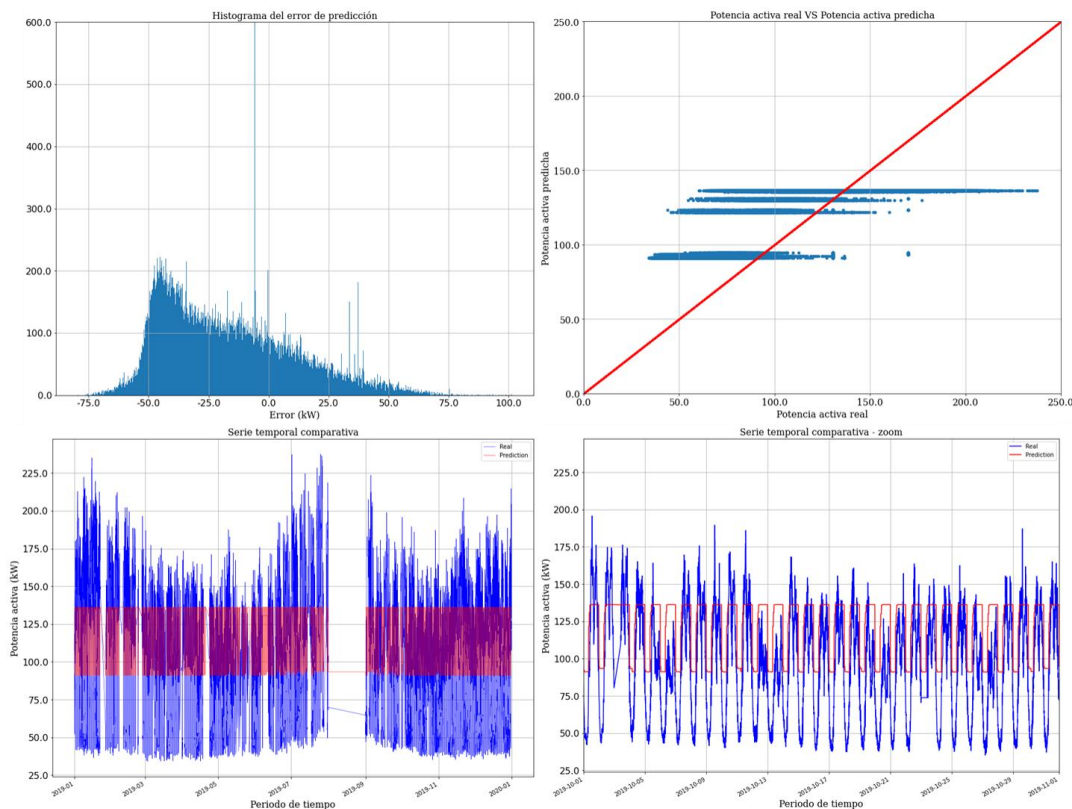 Histograma del error de predicción
600.0
500.0
400.0
300.0
200.0
100.0
0.0
-75.0 -50.0 -25.0 0.0 25.0 50.0 75.0 100.0
Error (kW)
Potencia activa real VS Potencia activa predicha
Potencia activa predicha
250.0
200.0
150.0
100.0
50.0
0.0
0.0 50.0 100.0 150.0 200.0 250.0
Potencia activa real
Serie temporal comparativa
Real
Prediction
Potencia activa (kW)
225.0
200.0
175.0
150.0
125.0
100.0
75.0
50.0
25.0
2019-01 2019-03 2019-05 2019-07 2019-09 2019-11 2020-01
Periodo de tiempo
Serie temporal comparativa - zoom
Real
Prediction
Potencia activa (kW)
225.0
200.0
175.0
150.0
125.0
100.0
75.0
50.0
25.0
2019-10-01 2019-10-05 2019-10-09 2019-10-13 2019-10-17 2019-10-21 2019-10-25 2019-10-29 2019-11-01
Periodo de tiempo